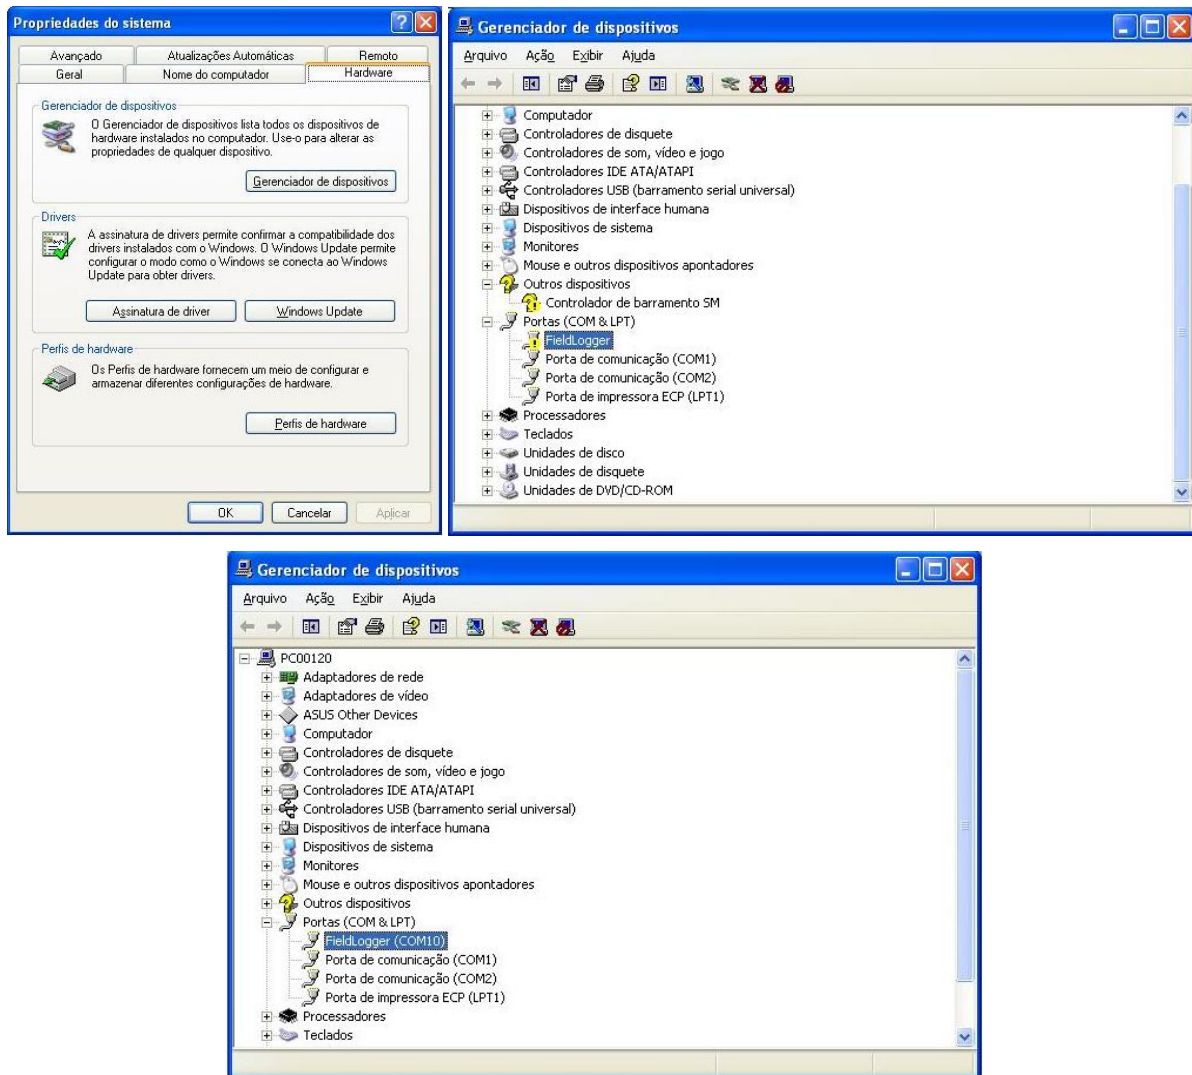 Propriedades do sistema
Avançado
Atualizações Automáticas
Remoto
Geral
Nome do computador
Hardware
Gerenciador de dispositivos
O Gerenciador de dispositivos lista todos os dispositivos de
hardware instalados no computador. Use-o para alterar as
propriedades de qualquer dispositivo.
Gerenciador de dispositivos
Drivers
A assinatura de drivers permite confirmar a compatibilidade dos
drivers instalados com o Windows. O Windows Update permite
configurar o modo como o Windows se conecta ao Windows
Update para obter drivers.
Assinatura de driver
Windows Update
Perfis de hardware
Os Perfis de hardware fornecem um meio de configurar e
armazenar diferentes configurações de hardware.
Perfis de hardware
OK
Cancelar
Aplicar
Gerenciador de dispositivos
Arquivo Ação Exibir Ajuda
Computador
Controladores de disquete
Controladores de som, vídeo e jogo
Controladores IDE ATA/ATAPI
Controladores USB (barramento serial universal)
Dispositivos de interface humana
Dispositivos de sistema
Monitores
Mouse e outros dispositivos apontadores
Outros dispositivos
Controlador de barramento SM
Portas (COM & LPT)
FieldLogger
Porta de comunicação (COM1)
Porta de comunicação (COM2)
Porta de impressora ECP (LPT1)
Processadores
Teclados
Unidades de disco
Unidades de disquete
Unidades de DVD/CD-ROM
Gerenciador de dispositivos
Arquivo Ação Exibir Ajuda
PC00120
Adaptadores de rede
Adaptadores de vídeo
ASUS Other Devices
Computador
Controladores de disquete
Controladores de som, vídeo e jogo
Controladores IDE ATA/ATAPI
Controladores USB (barramento serial universal)
Dispositivos de interface humana
Dispositivos de sistema
Monitores
Mouse e outros dispositivos apontadores
Outros dispositivos
Portas (COM & LPT)
FieldLogger (COM10)
Porta de comunicação (COM1)
Porta de comunicação (COM2)
Porta de impressora ECP (LPT1)
Processadores
Teclados